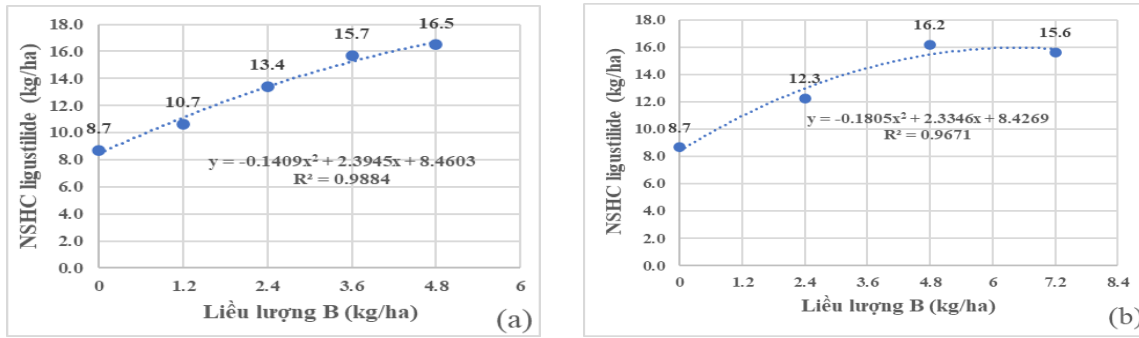 18.0
16.0
14.0
12.0
10.0
8.0
6.0
4.0
2.0
0.0
NSHC ligustilide (kg/ha)
8.7
10.7
13.4
15.7
16.5
y = -0.1409x² + 2.3945x + 8.4603
R² = 0.9884
0 1.2 2.4 3.6 4.8 6
Liều lượng B (kg/ha)
(a)
18.0
16.0
14.0
12.0
10.0
8.0
6.0
4.0
2.0
0.0
NSHC ligustilide (kg/ha)
8.7
12.3
16.2
15.6
y = -0.1805x² + 2.3346x + 8.4269
R² = 0.9671
0 1.2 2.4 3.6 4.8 6 7.2 8.4
Liều lượng B (kg/ha)
(b)